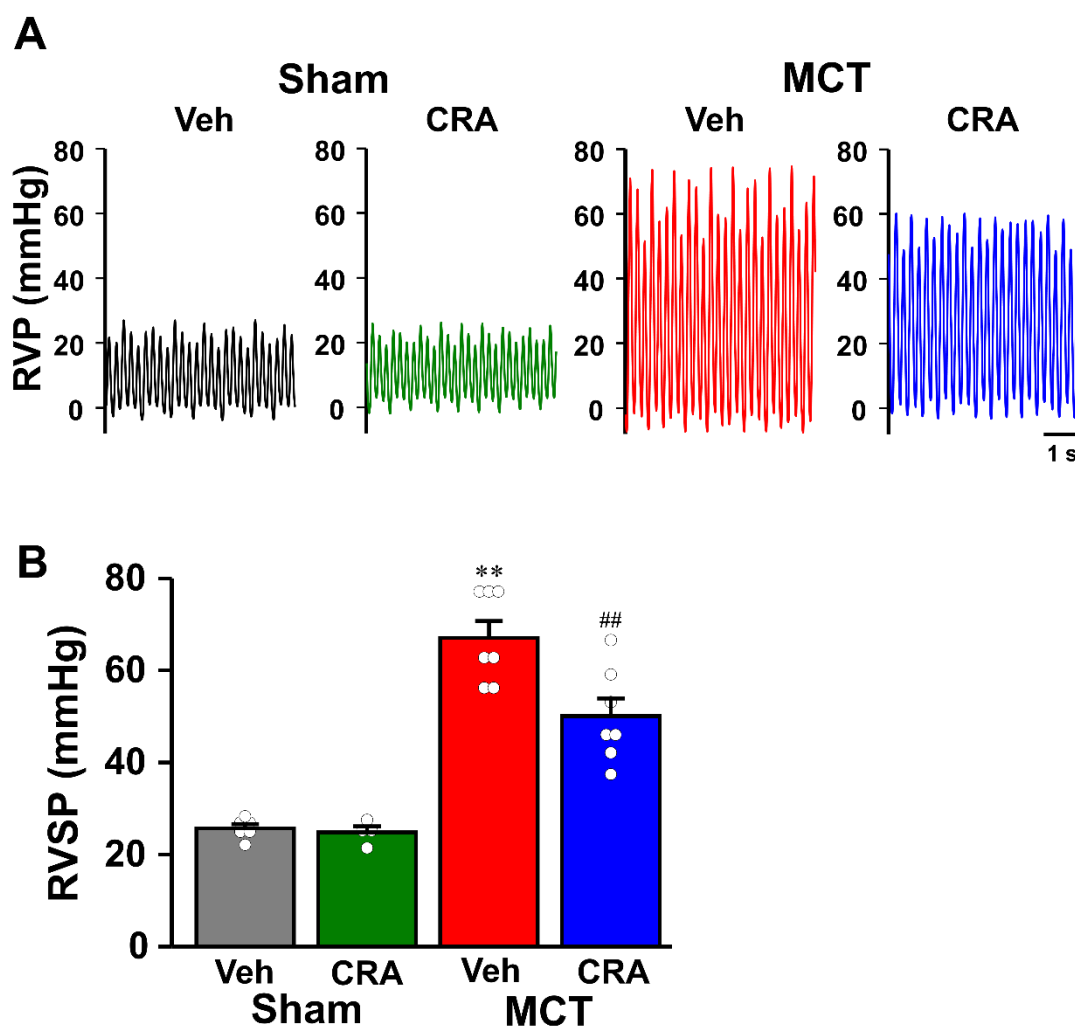 A
Sham MCT
Veh CRA Veh CRA
80 80 80 80
60 60 60 60
40 40 40 40
20 20 20 20
0 0 0 0
RVP (mmHg)
1 s
B
80
60
40
20
0
RVSP (mmHg)
**
##
Veh CRA Veh CRA
Sham MCT